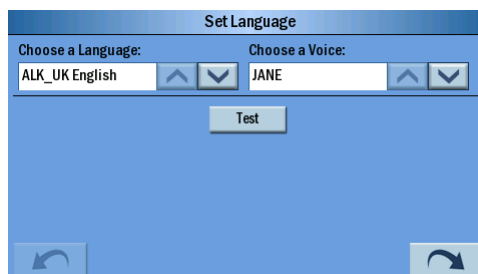 Set Language
Choose a Language:
Choose a Voice:
ALK_UK English
JANE
Test